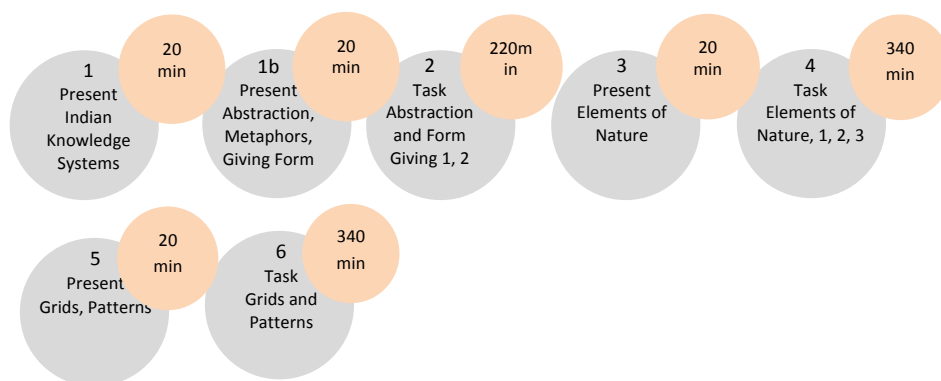 1
Present
Indian
Knowledge
Systems
20
min
1b
Present
Abstraction,
Metaphors,
Giving Form
20
min
2
Task
Abstraction
and Form
Giving 1, 2
220m
in
3
Present
Elements of
Nature
20
min
4
Task
Elements of
Nature, 1, 2, 3
340
min
5
Present
Grids, Patterns
20
min
6
Task
Grids and
Patterns
340
min